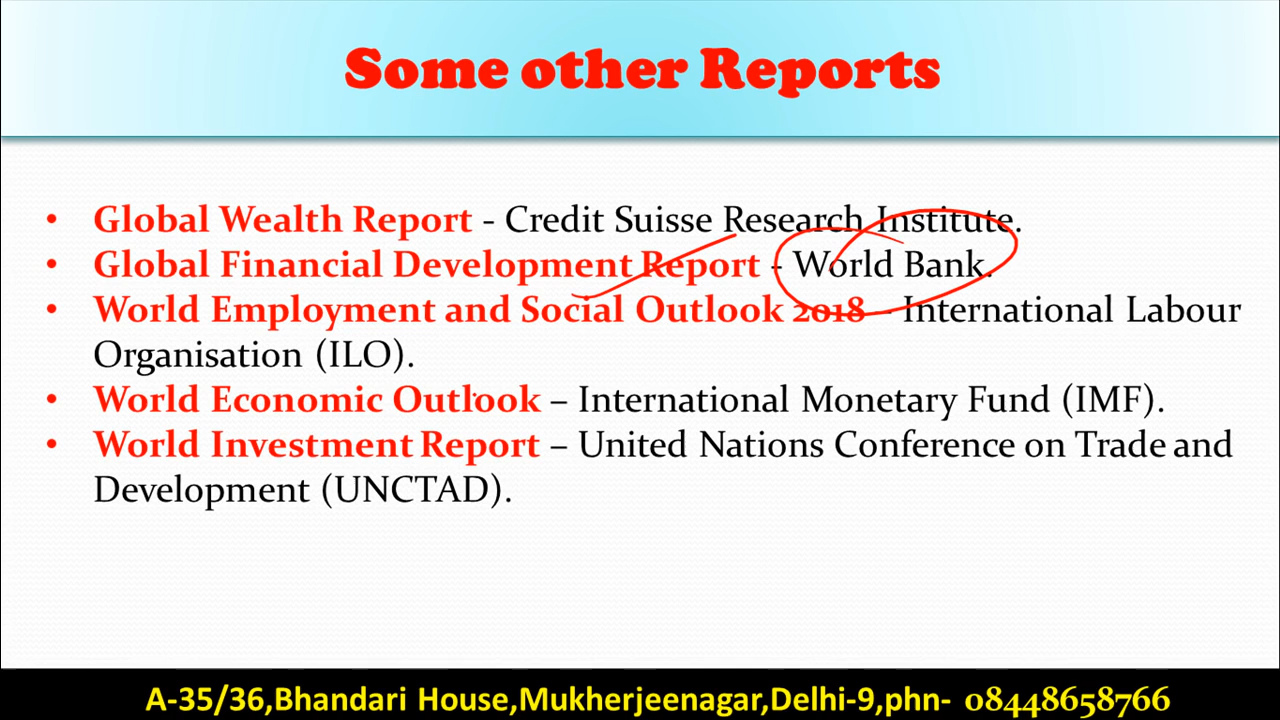 Some other Reports
• Global Wealth Report - Credit Suisse Research Institute.
• Global Financial Development Report - World Bank.
• World Employment and Social Outlook 2018 – International Labour
Organisation (ILO).
• World Economic Outlook – International Monetary Fund (IMF).
• World Investment Report – United Nations Conference on Trade and
Development (UNCTAD).
A-35/36,Bhandari House,Mukherjeenagar,Delhi-9,phn- 08448658766